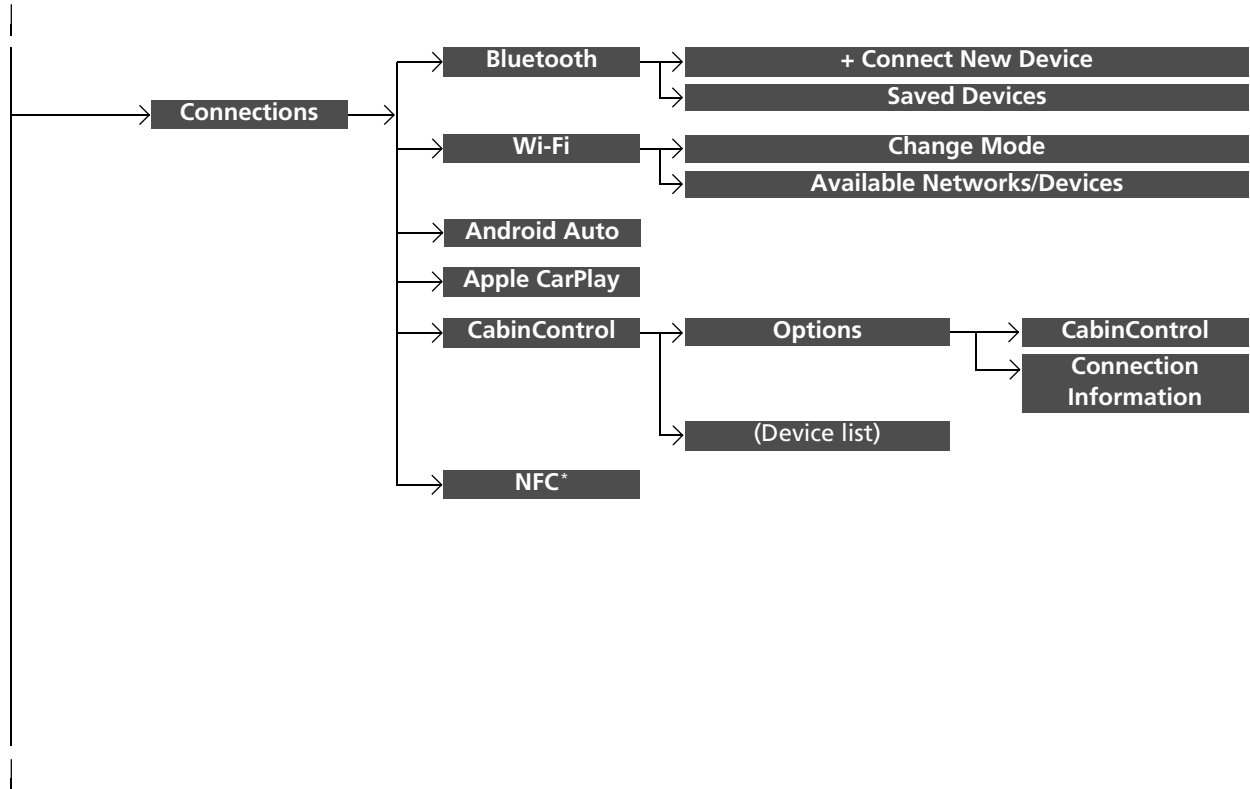 Connections
Bluetooth
+ Connect New Device
Saved Devices
Wi-Fi
Change Mode
Available Networks/Devices
Android Auto
Apple CarPlay
CabinControl
Options
CabinControl
Connection
Information
(Device list)
NFC*